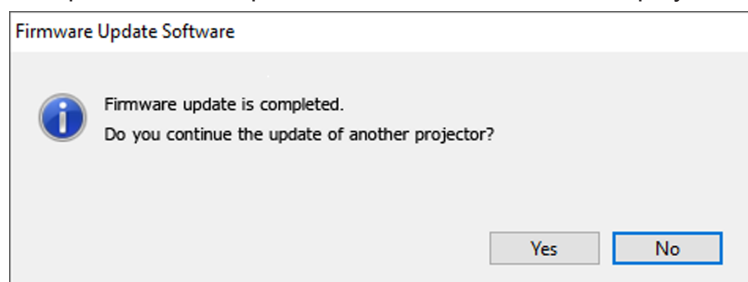 Firmware Update Software
Firmware update is completed.
Do you continue the update of another projector?
Yes
No